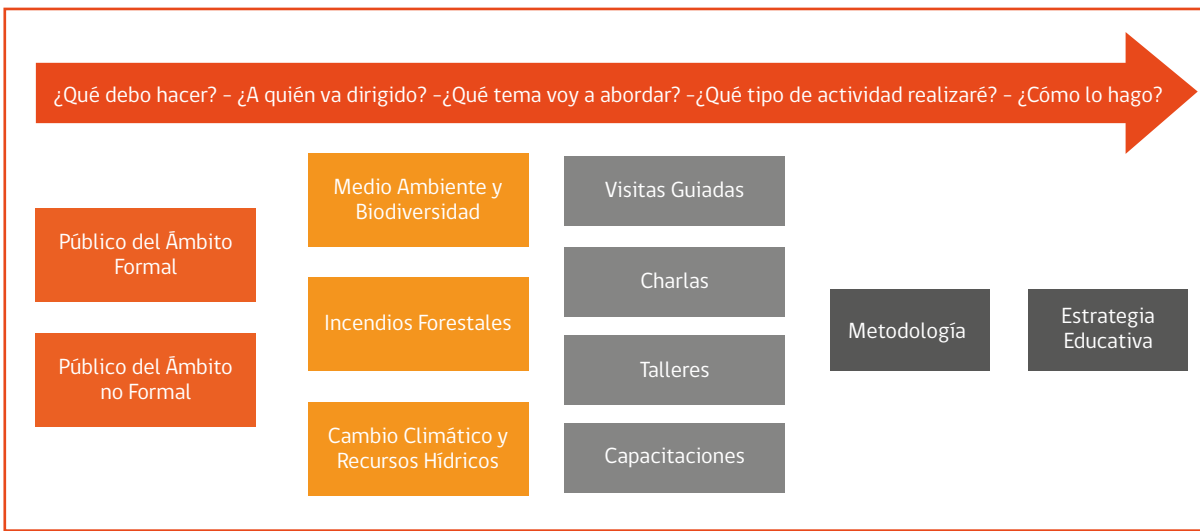 ¿Qué debo hacer? - ¿A quién va dirigido? -¿Qué tema voy a abordar? -¿Qué tipo de actividad realizaré? - ¿Cómo lo hago?
Público del Ámbito
Formal
Público del Ámbito
no Formal
Medio Ambiente y
Biodiversidad
Incendios Forestales
Cambio Climático y
Recursos Hídricos
Visitas Guiadas
Charlas
Talleres
Capacitaciones
Metodología
Estrategia
Educativa